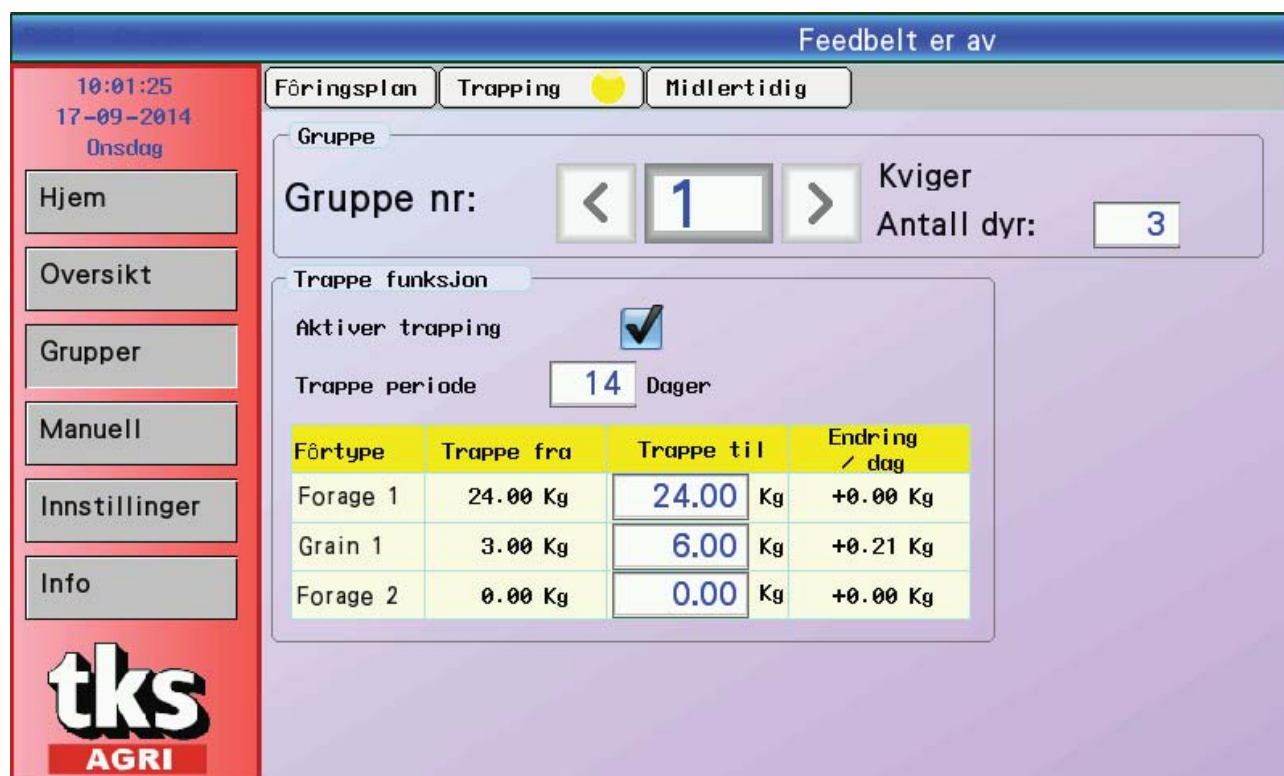 Feedbelt er av
10:01:25
17-09-2014
Onsdag
Hjem
Oversikt
Grupper
Manuell
Innstillinger
Info
tks
AGRI
Fôringsplan Trapping Midlertidig
Gruppe
Gruppe nr: < 1 > Kviger
Antall dyr: 3
Trappe funksjon
Aktiver trapping
Trappe periode 14 Dager
Fôrtype Trappe fra Trappe til Endring / dag
Forage 1 24.00 Kg 24.00 Kg +0.00 Kg
Grain 1 3.00 Kg 6.00 Kg +0.21 Kg
Forage 2 0.00 Kg 0.00 Kg +0.00 Kg